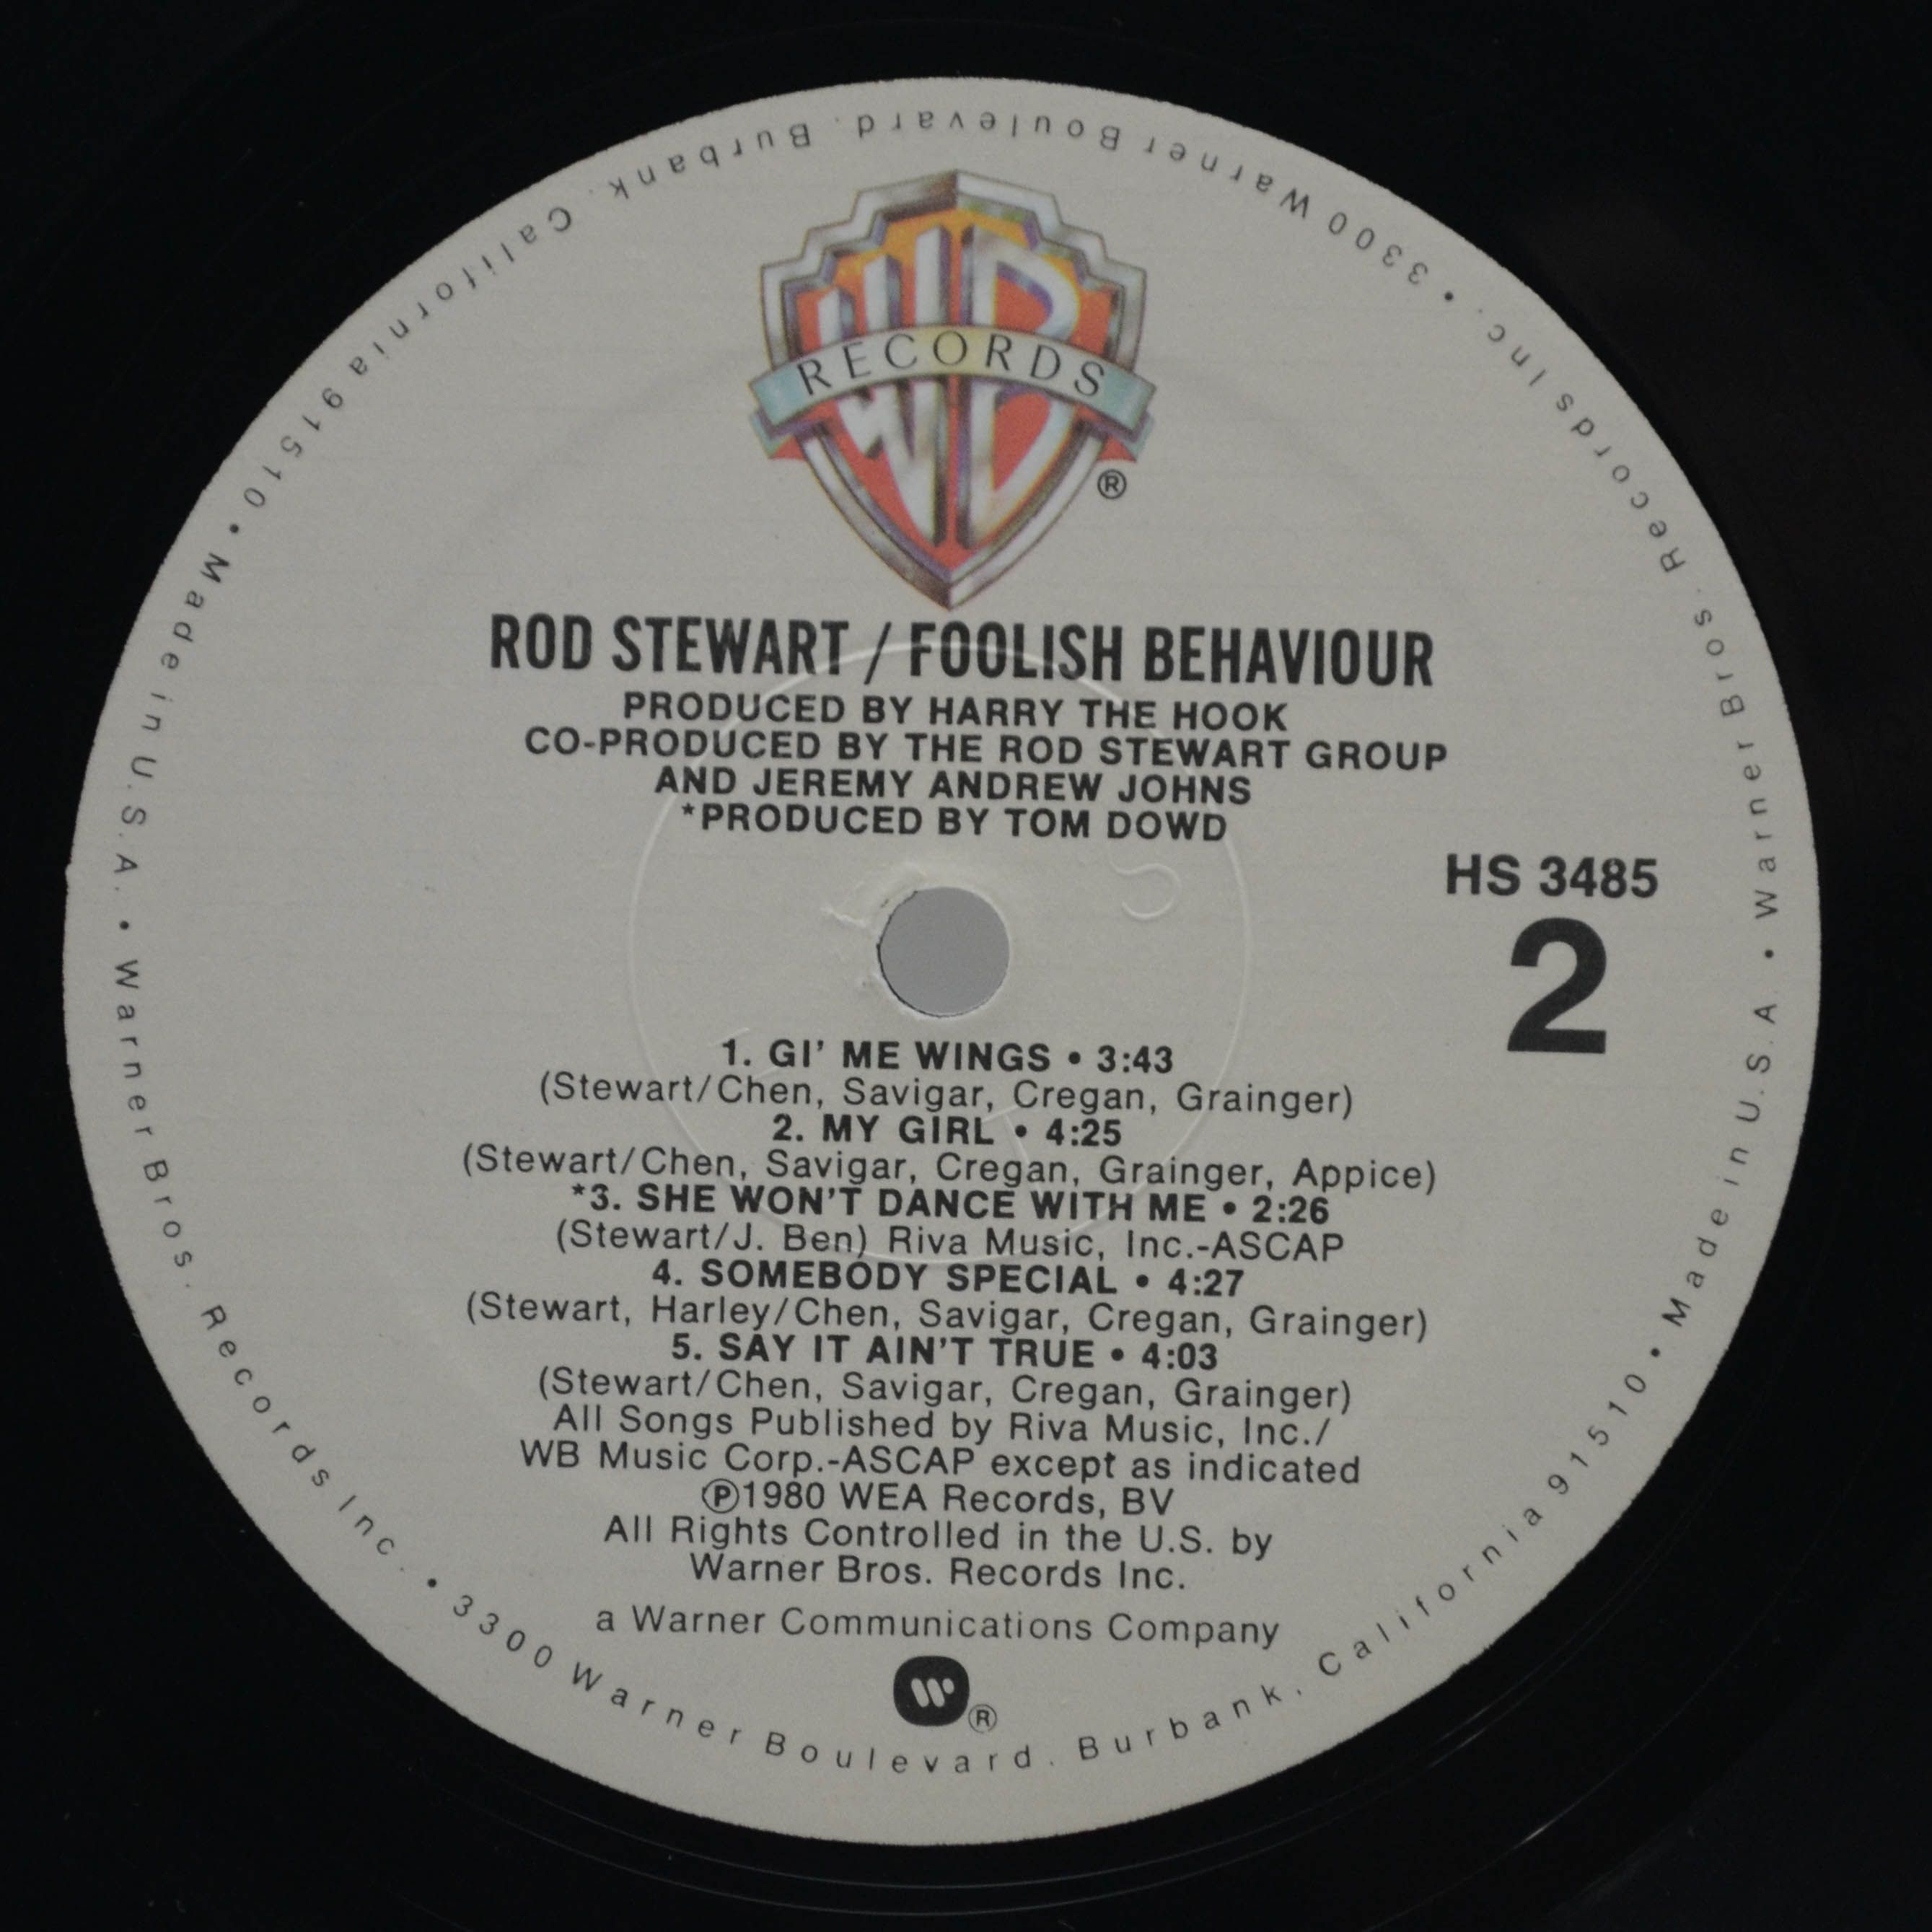 WB
RECORDS
®
ROD STEWART / FOOLISH BEHAVIOUR
PRODUCED BY HARRY THE HOOK
CO-PRODUCED BY THE ROD STEWART GROUP
AND JEREMY ANDREW JOHNS
*PRODUCED BY TOM DOWD
HS 3485
2
1. GI' ME WINGS • 3:43
(Stewart/Chen, Savigar, Cregan, Grainger)
2. MY GIRL • 4:25
(Stewart/Chen, Savigar, Cregan, Grainger, Appice)
*3. SHE WON'T DANCE WITH ME • 2:26
(Stewart/J. Ben) Riva Music, Inc.-ASCAP
4. SOMEBODY SPECIAL • 4:27
(Stewart, Harley/Chen, Savigar, Cregan, Grainger)
5. SAY IT AIN'T TRUE • 4:03
(Stewart/Chen, Savigar, Cregan, Grainger)
All Songs Published by Riva Music, Inc./
WB Music Corp.-ASCAP except as indicated
℗1980 WEA Records, BV
All Rights Controlled in the U.S. by
Warner Bros. Records Inc.
a Warner Communications Company
W ®
Warner Bros. Records Inc. • 3300 Warner Boulevard. Burbank. California 91510 • Made in U.S.A. • Warner Bros. Records Inc. • 3300 Warner Boulevard. Burbank. California 91510 • Made in U.S.A. •